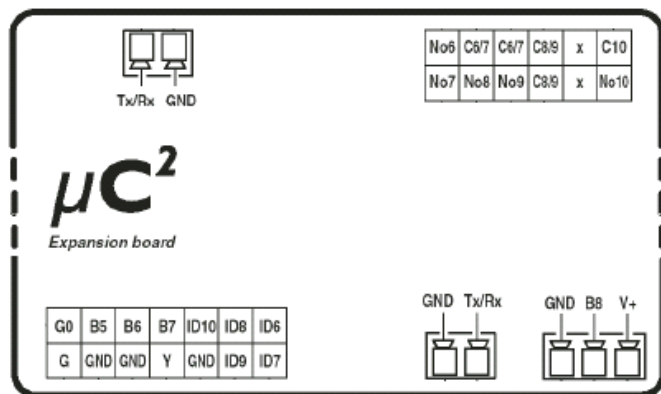 No6 C6/7 C6/7 C8/9 x C10
No7 No8 No9 C8/9 x No10
Tx/Rx GND
µC2
Expansion board
GND Tx/Rx GND B8 V+
G0 B5 B6 B7 ID10 ID8 ID6
G GND GND Y GND ID9 ID7